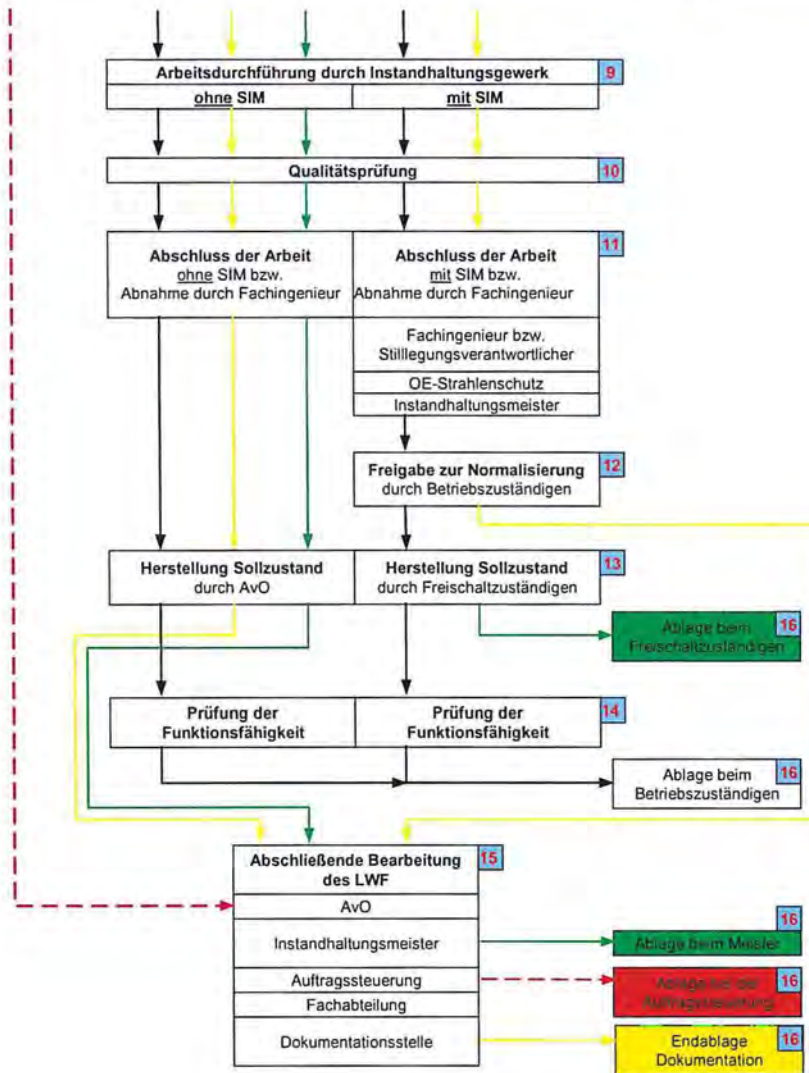 Arbeitsdurchführung durch Instandhaltungsgewerk
9
ohne SIM
mit SIM
Qualitätsprüfung
10
Abschluss der Arbeit
ohne SIM bzw.
Abnahme durch Fachingenieur
Abschluss der Arbeit
mit SIM bzw.
Abnahme durch Fachingenieur
11
Fachingenieur bzw.
Stilllegungsverantwortlicher
OE-Strahlenschutz
Instandhaltungsmeister
Freigabe zur Normalisierung
durch Betriebszuständigen
12
Herstellung Sollzustand
durch AvO
Herstellung Sollzustand
durch Freischaltzuständigen
13
Ablage beim
Freischaltzuständigen
16
Prüfung der
Funktionsfähigkeit
Prüfung der
Funktionsfähigkeit
14
Ablage beim
Betriebszuständigen
16
Abschließende Bearbeitung
des LWF
15
AvO
Instandhaltungsmeister
16
Ablage beim Meister
Auftragssteuerung
Ablage bei der
Auftragssteuerung
16
Fachabteilung
Dokumentationsstelle
Endablage
Dokumentation
16